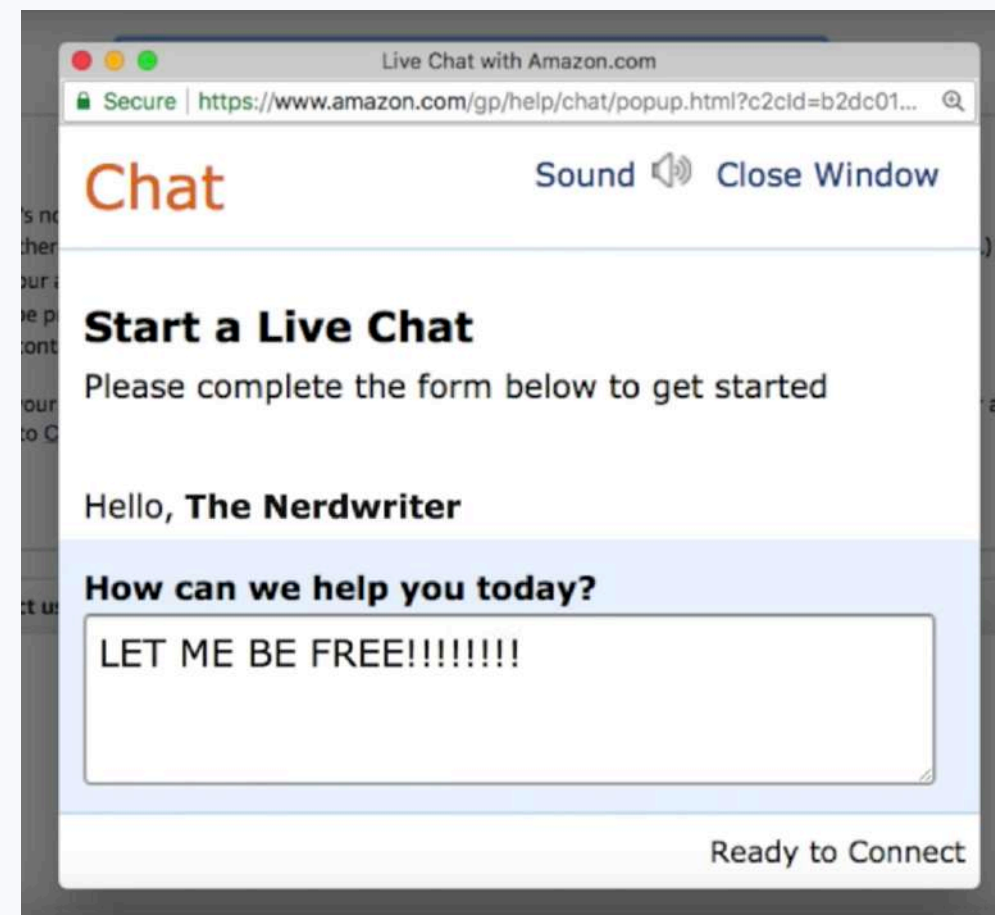 Live Chat with Amazon.com
Secure | https://www.amazon.com/gp/help/chat/popup.html?c2cId=b2dc01...
Chat
Sound Close Window
Start a Live Chat
Please complete the form below to get started
Hello, The Nerdwriter
How can we help you today?
LET ME BE FREE!!!!!!!!
Ready to Connect